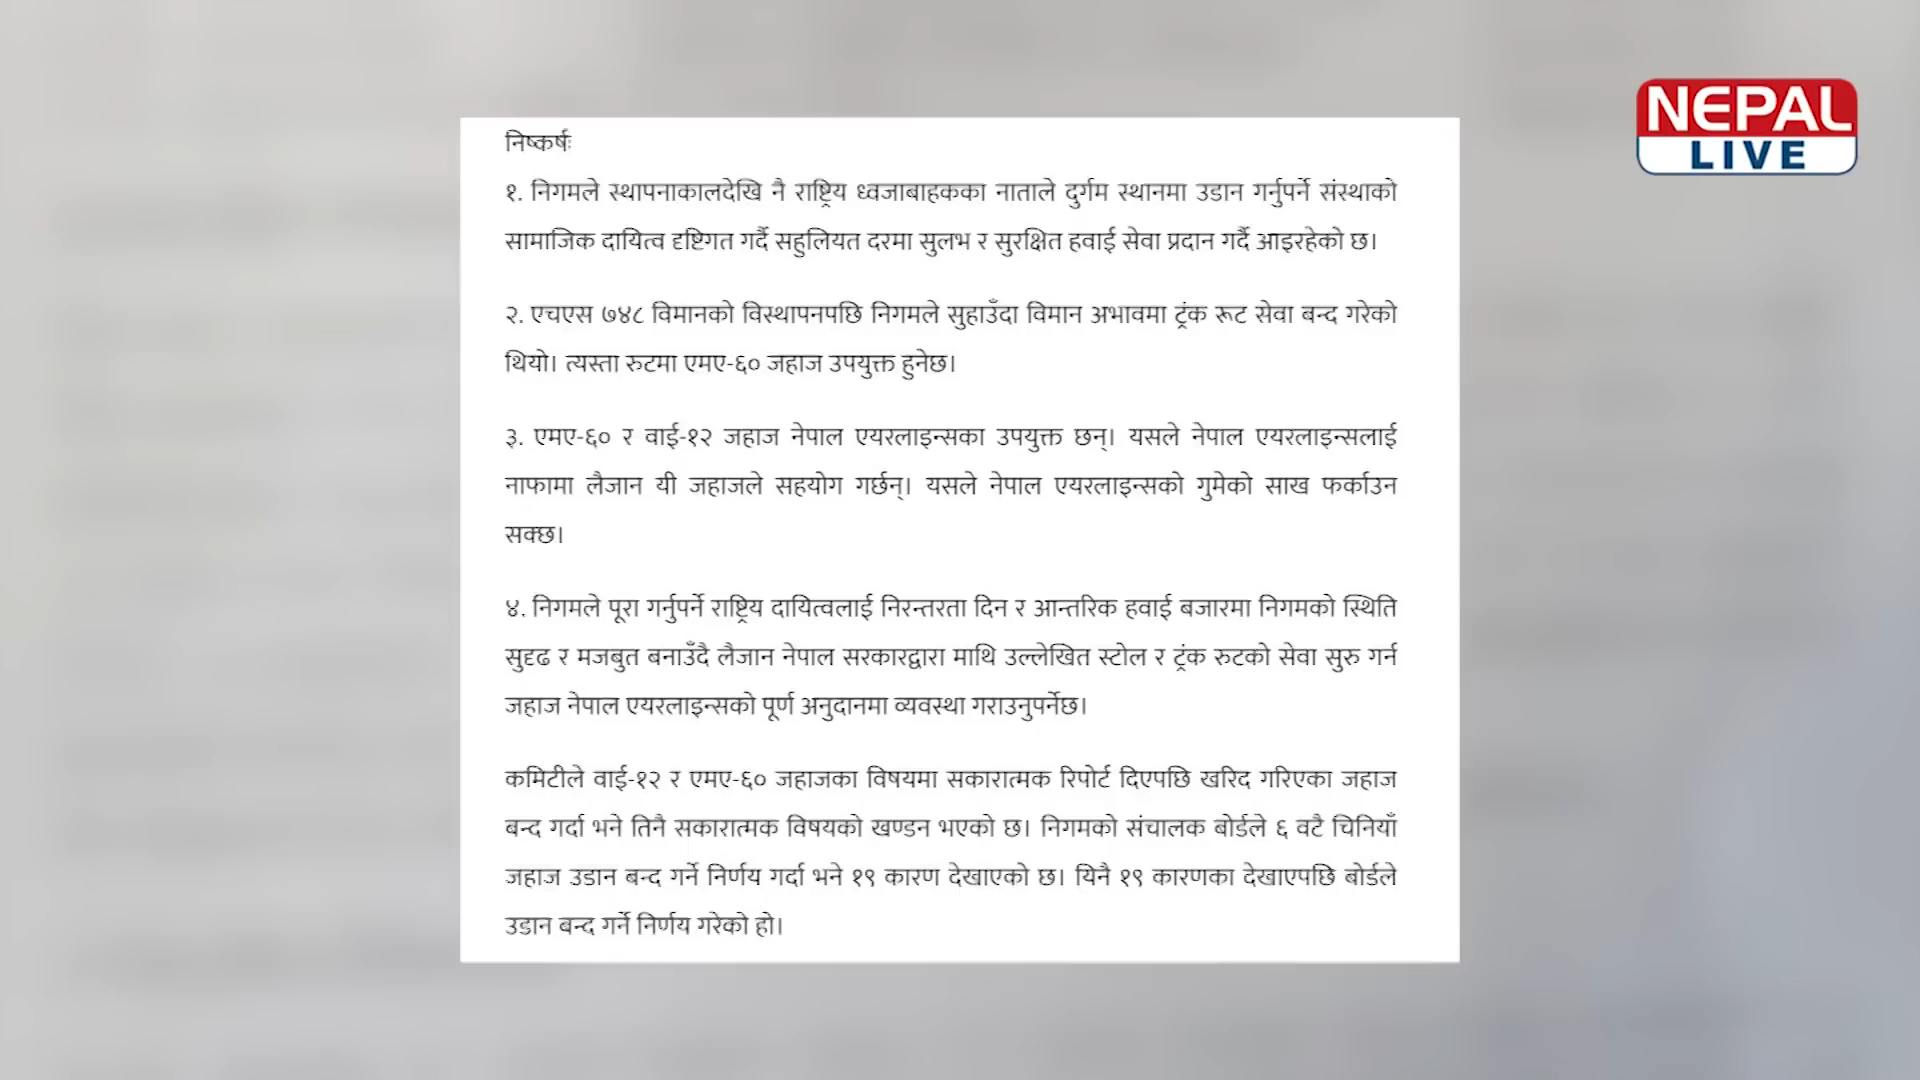 NEPAL
LIVE
निष्कर्षः
१. निगमले स्थापनाकालदेखि नै राष्ट्रिय ध्वजाबाहकका नाताले दुर्गम स्थानमा उडान गर्नुपर्ने संस्थाको
सामाजिक दायित्व दृष्टिगत गर्दै सहुलियत दरमा सुलभ र सुरक्षित हवाई सेवा प्रदान गर्दै आइरहेको छ।
२. एचएस ७४८ विमानको विस्थापनपछि निगमले सुहाउँदा विमान अभावमा ट्रंक रूट सेवा बन्द गरेको
थियो। त्यस्ता रुटमा एमए-६० जहाज उपयुक्त हुनेछ।
३. एमए-६० र वाई-१२ जहाज नेपाल एयरलाइन्सका उपयुक्त छन्। यसले नेपाल एयरलाइन्सलाई
नाफामा लैजान यी जहाजले सहयोग गर्छन्। यसले नेपाल एयरलाइन्सको गुमेको साख फर्काउन
सक्छ।
४. निगमले पूरा गर्नुपर्ने राष्ट्रिय दायित्वलाई निरन्तरता दिन र आन्तरिक हवाई बजारमा निगमको स्थिति
सुदृढ र मजबुत बनाउँदै लैजान नेपाल सरकारद्वारा माथि उल्लेखित स्टोल र ट्रंक रुटको सेवा सुरु गर्न
जहाज नेपाल एयरलाइन्सको पूर्ण अनुदानमा व्यवस्था गराउनुपर्नेछ।
कमिटीले वाई-१२ र एमए-६० जहाजका विषयमा सकारात्मक रिपोर्ट दिएपछि खरिद गरिएका जहाज
बन्द गर्दा भने तिनै सकारात्मक विषयको खण्डन भएको छ। निगमको संचालक बोर्डले ६ वटै चिनियाँ
जहाज उडान बन्द गर्ने निर्णय गर्दा भने १९ कारण देखाएको छ। यिनै १९ कारणका देखाएपछि बोर्डले
उडान बन्द गर्ने निर्णय गरेको हो।